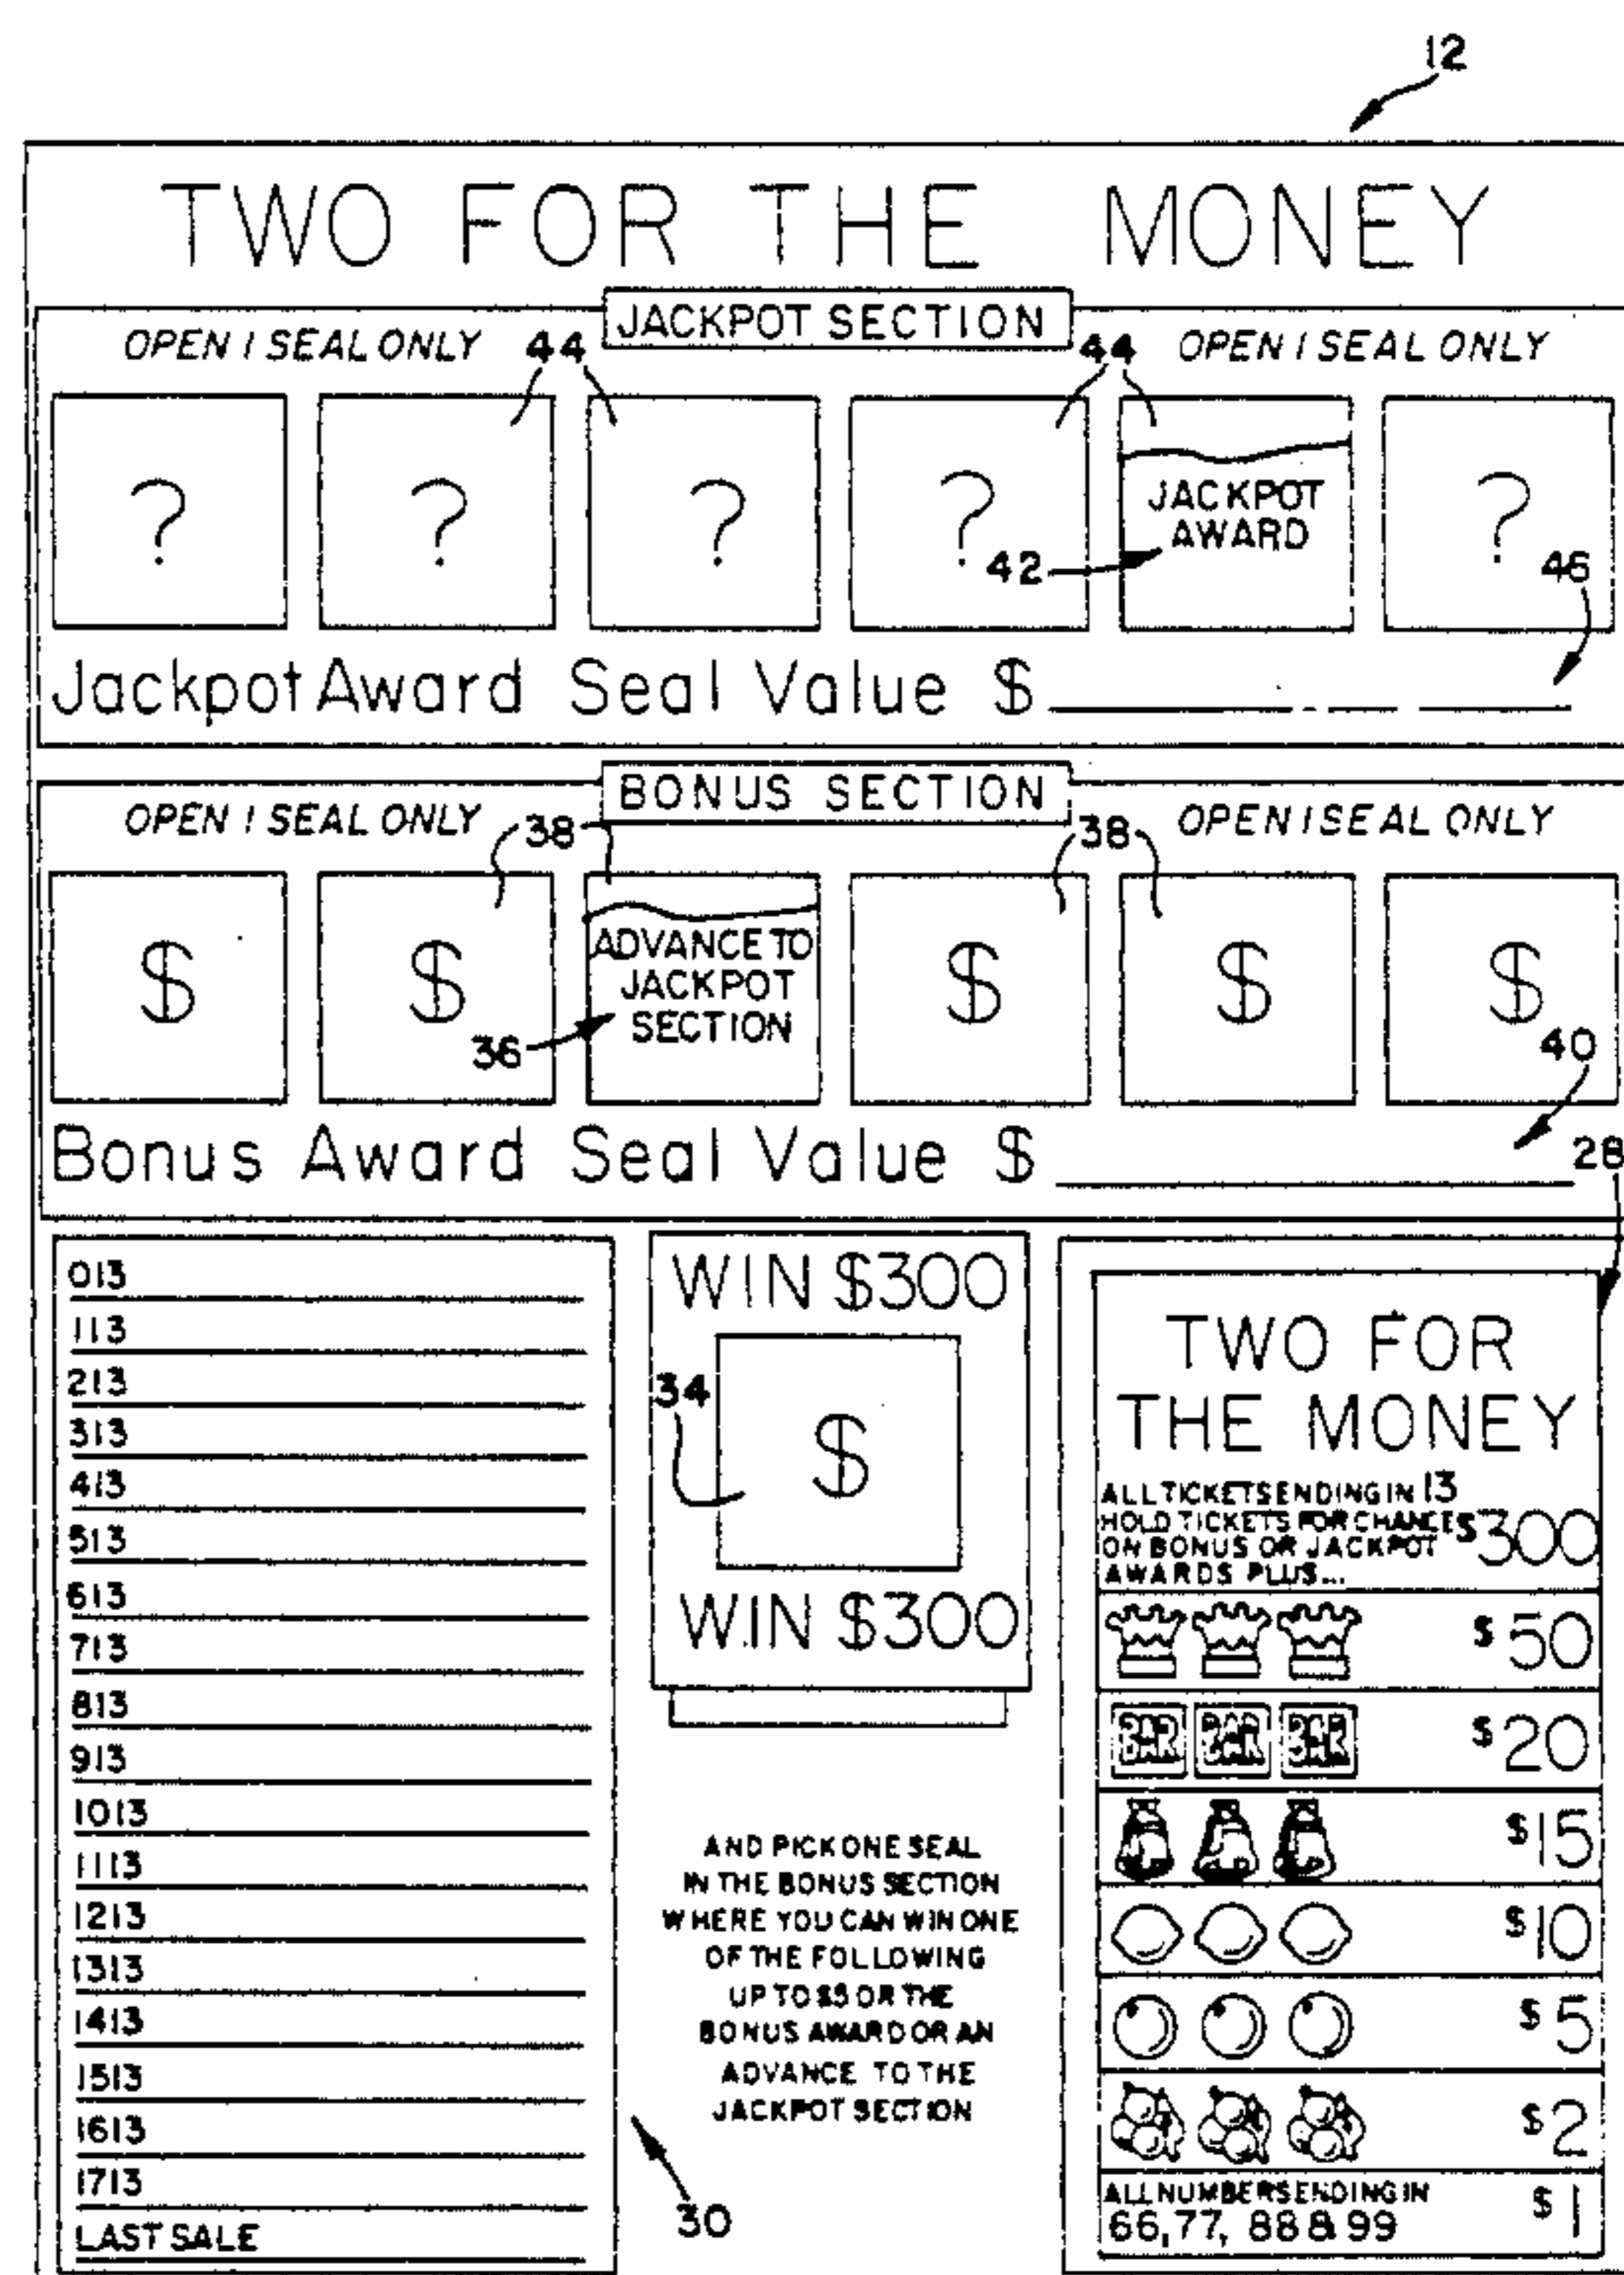 12
TWO FOR THE MONEY
JACKPOT SECTION
OPEN 1 SEAL ONLY 44 44 OPEN 1 SEAL ONLY
? ? ? ? JACKPOT AWARD ?
42 46
Jackpot Award Seal Value $
BONUS SECTION
OPEN 1 SEAL ONLY 38 38 OPEN 1 SEAL ONLY
$ $ ADVANCE TO JACKPOT SECTION $ $ $
36 40
Bonus Award Seal Value $
28
013
113
213
313
413
513
613
713
813
913
1013
1113
1213
1313
1413
1513
1613
1713
LAST SALE
30
WIN $300
34
$
WIN $300
AND PICK ONE SEAL
IN THE BONUS SECTION
WHERE YOU CAN WIN ONE
OF THE FOLLOWING
UP TO $5 OR THE
BONUS AWARD OR AN
ADVANCE TO THE
JACKPOT SECTION
TWO FOR
THE MONEY
ALL TICKETS ENDING IN 13
HOLD TICKETS FOR CHANCES
ON BONUS OR JACKPOT
AWARDS PLUS...
$300
$50
BAR BAR BAR $20
$15
$10
$5
$2
ALL NUMBERS ENDING IN
66, 77, 88 & 99 $1